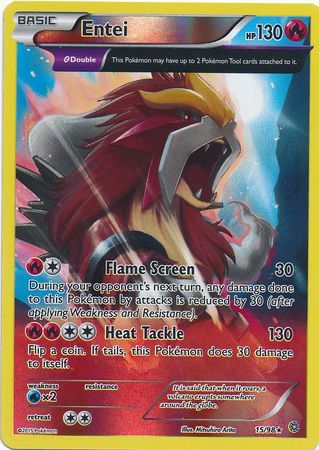 BASIC
Entei
HP 130
Ω Double
This Pokémon may have up to 2 Pokémon Tool cards attached to it.
Flame Screen 30
During your opponent's next turn, any damage done
to this Pokémon by attacks is reduced by 30 (after
applying Weakness and Resistance).
Heat Tackle 130
Flip a coin. If tails, this Pokémon does 30 damage
to itself.
weakness
resistance
×2
retreat
It is said that when it roars, a
volcano erupts somewhere
around the globe.
©2015 Pokémon
Illus. Mitsuhiro Arita
15/98 ★